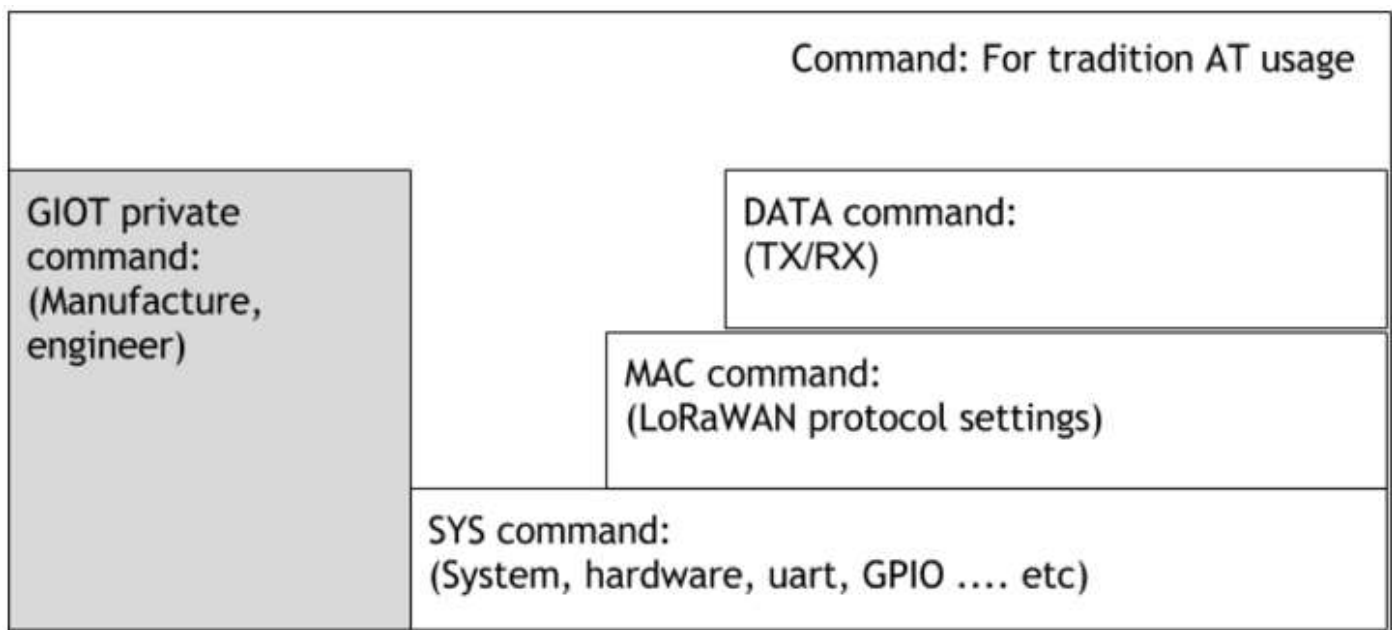 Command: For tradition AT usage
GIOT private
command:
(Manufacture,
engineer)
DATA command:
(TX/RX)
MAC command:
(LoRaWAN protocol settings)
SYS command:
(System, hardware, uart, GPIO .... etc)